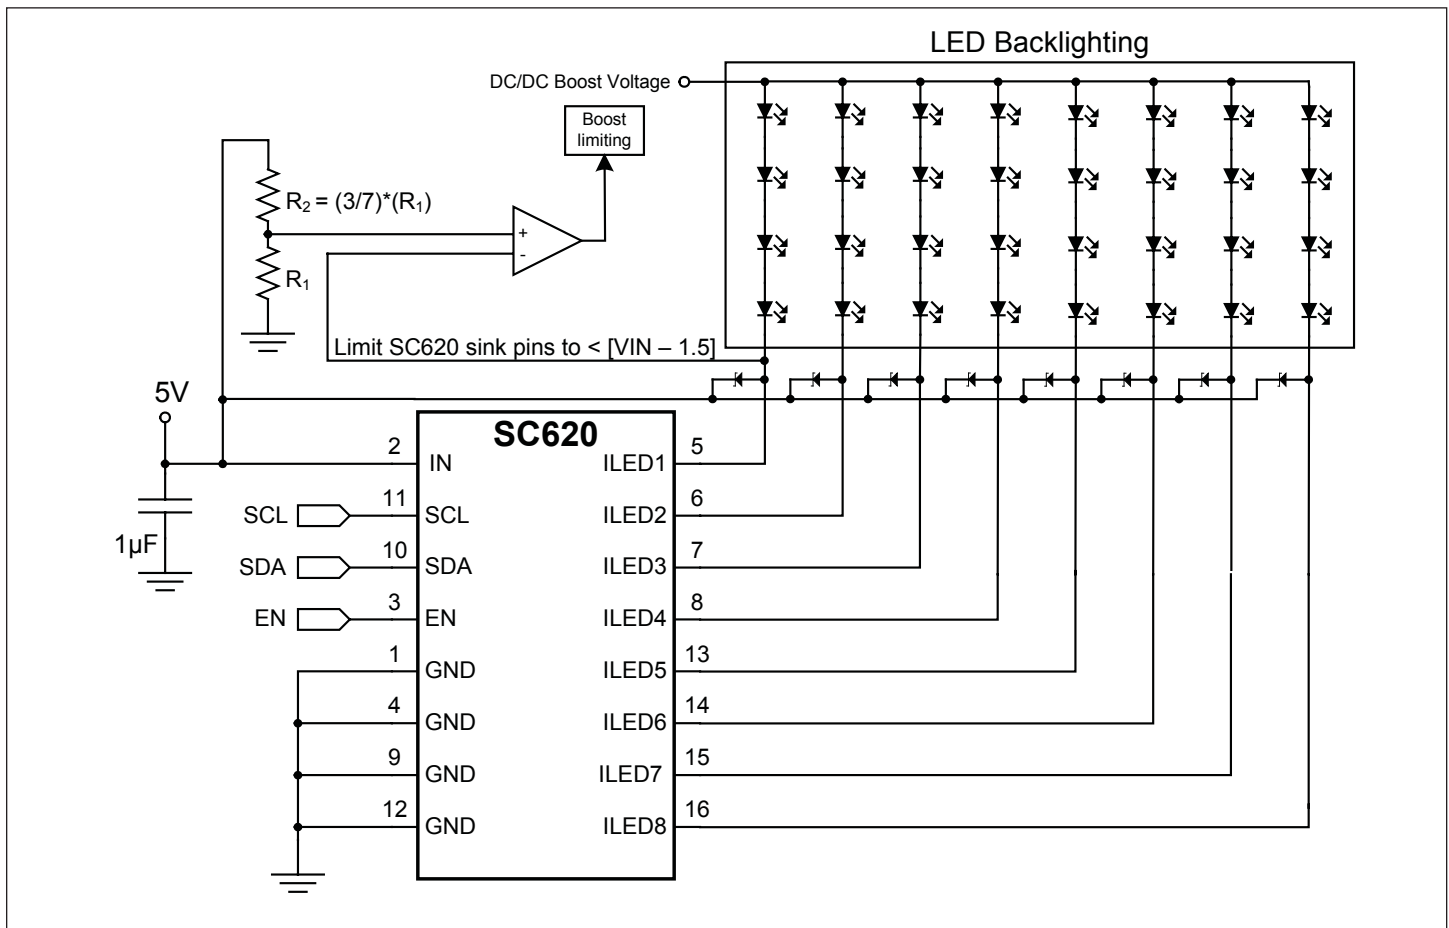 LED Backlighting
DC/DC Boost Voltage
Boost
limiting
R2 = (3/7)*(R1)
+
-
R1
Limit SC620 sink pins to < [VIN – 1.5]
5V
SC620
2 IN ILED1 5
SCL 11 SCL ILED2 6
1µF
SDA 10 SDA ILED3 7
EN 3 EN ILED4 8
1 GND ILED5 13
4 GND ILED6 14
9 GND ILED7 15
12 GND ILED8 16